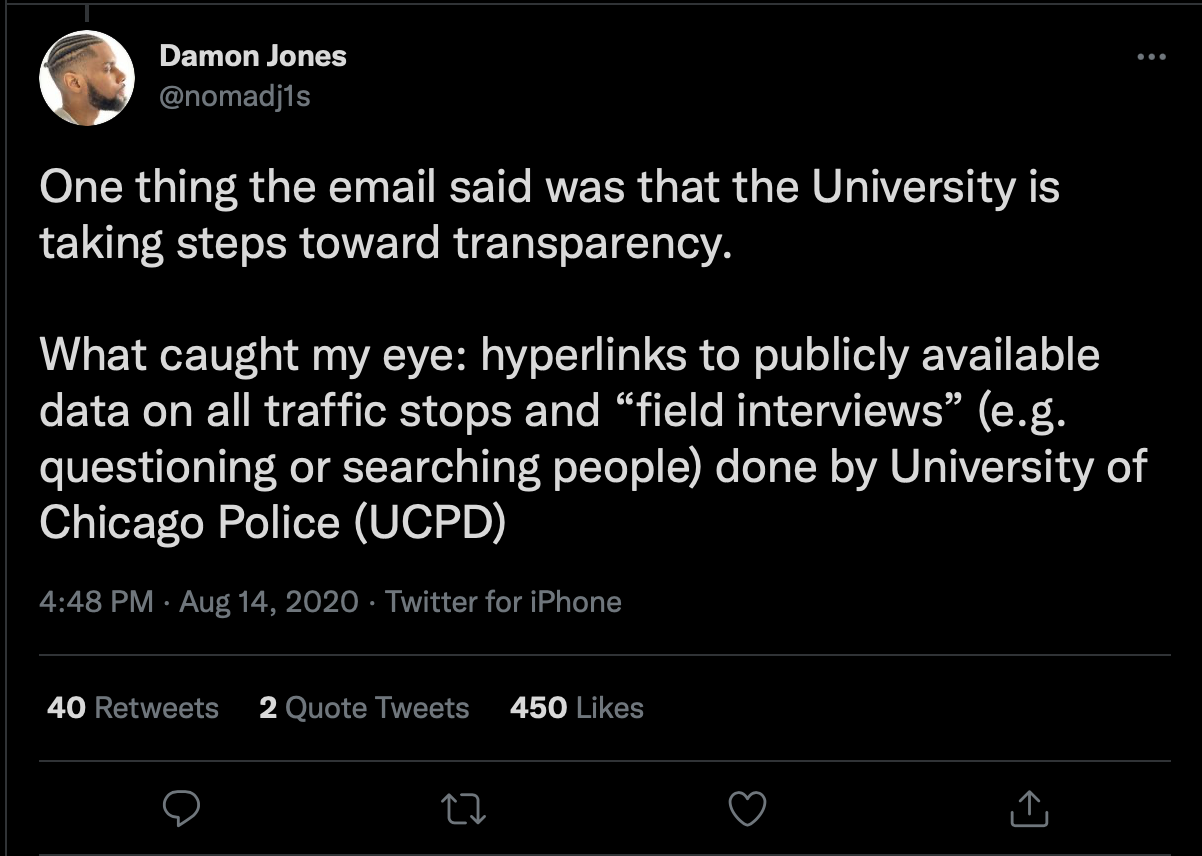 Damon Jones
@nomadj1s
One thing the email said was that the University is
taking steps toward transparency.
What caught my eye: hyperlinks to publicly available
data on all traffic stops and “field interviews” (e.g.
questioning or searching people) done by University of
Chicago Police (UCPD)
4:48 PM · Aug 14, 2020 · Twitter for iPhone
40 Retweets 2 Quote Tweets 450 Likes